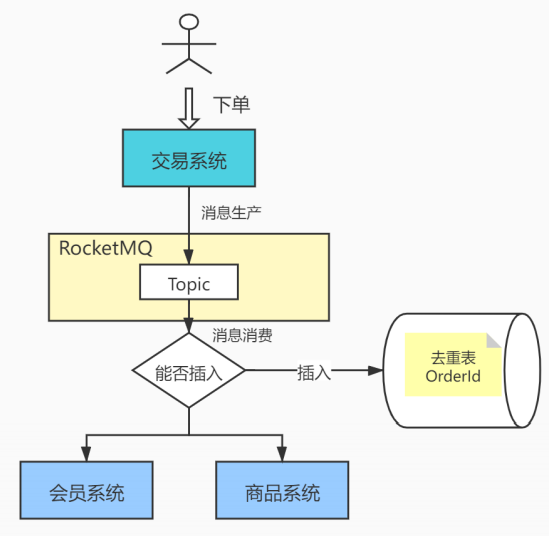 下单
交易系统
消息生产
RocketMQ
Topic
消息消费
能否插入
插入
去重表
OrderId
会员系统
商品系统